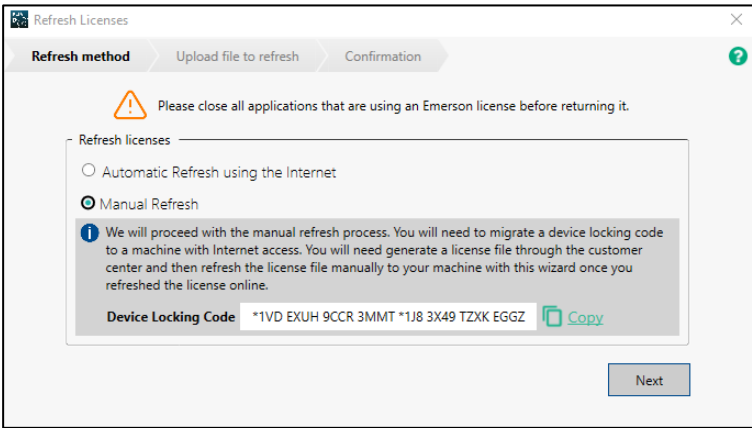 Refresh Licenses
Refresh method
Upload file to refresh
Confirmation
?
Please close all applications that are using an Emerson license before returning it.
Refresh licenses
Automatic Refresh using the Internet
Manual Refresh
We will proceed with the manual refresh process. You will need to migrate a device locking code
to a machine with Internet access. You will need generate a license file through the customer
center and then refresh the license file manually to your machine with this wizard once you
refreshed the license online.
Device Locking Code *1VD EXUH 9CCR 3MMT *1J8 3X49 TZXK EGGZ Copy
Next